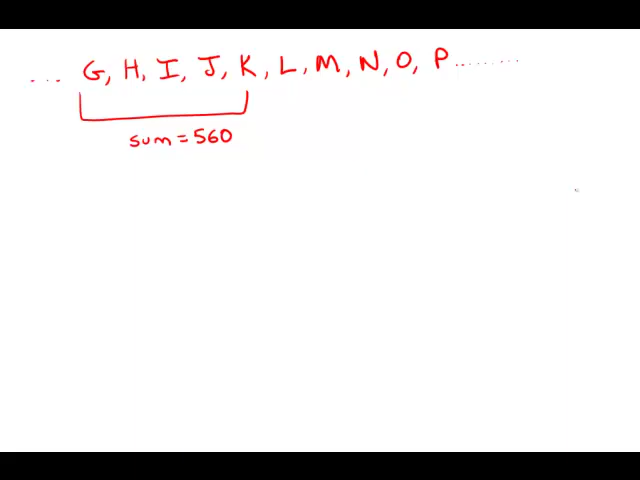 ... G, H, I, J, K, L, M, N, O, P.........
sum = 560